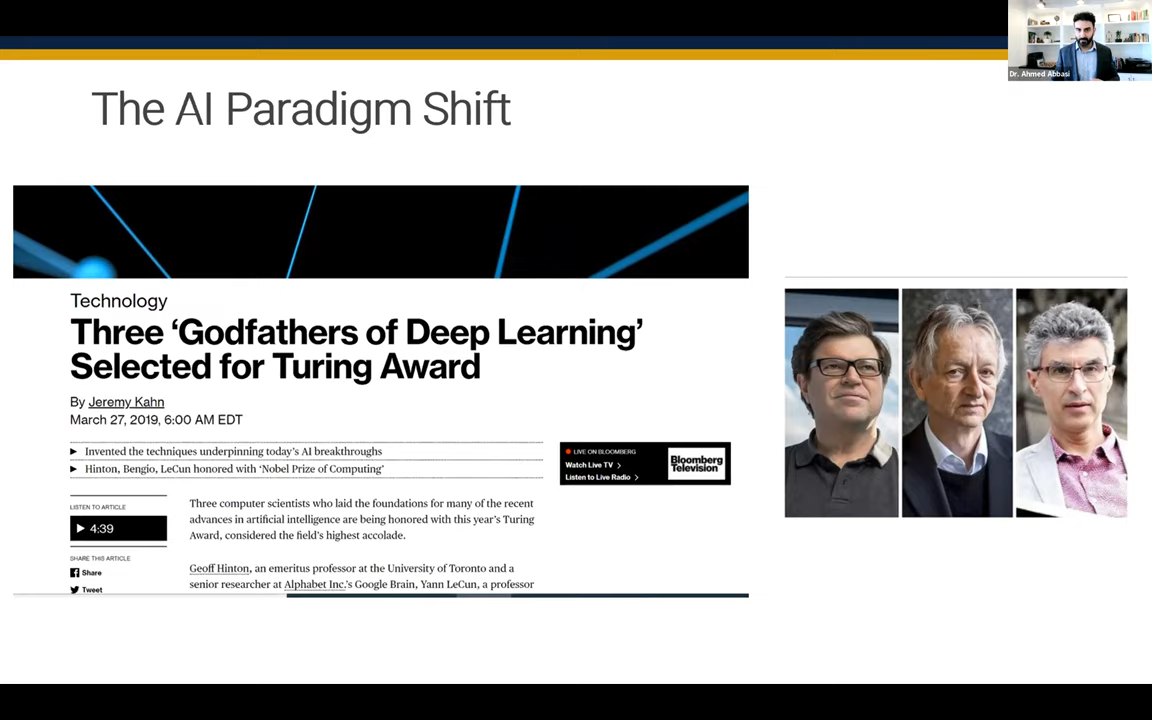 Dr. Ahmed Abbasi
The AI Paradigm Shift
Technology
Three ‘Godfathers of Deep Learning’
Selected for Turing Award
By Jeremy Kahn
March 27, 2019, 6:00 AM EDT
► Invented the techniques underpinning today's AI breakthroughs
► Hinton, Bengio, LeCun honored with ‘Nobel Prize of Computing’
LIVE ON BLOOMBERG
Watch Live TV >
Listen to Live Radio >
Bloomberg
Television
LISTEN TO ARTICLE
4:39
SHARE THIS ARTICLE
Share
Tweet
Three computer scientists who laid the foundations for many of the recent
advances in artificial intelligence are being honored with this year's Turing
Award, considered the field's highest accolade.
Geoff Hinton, an emeritus professor at the University of Toronto and a
senior researcher at Alphabet Inc.'s Google Brain, Yann LeCun, a professor